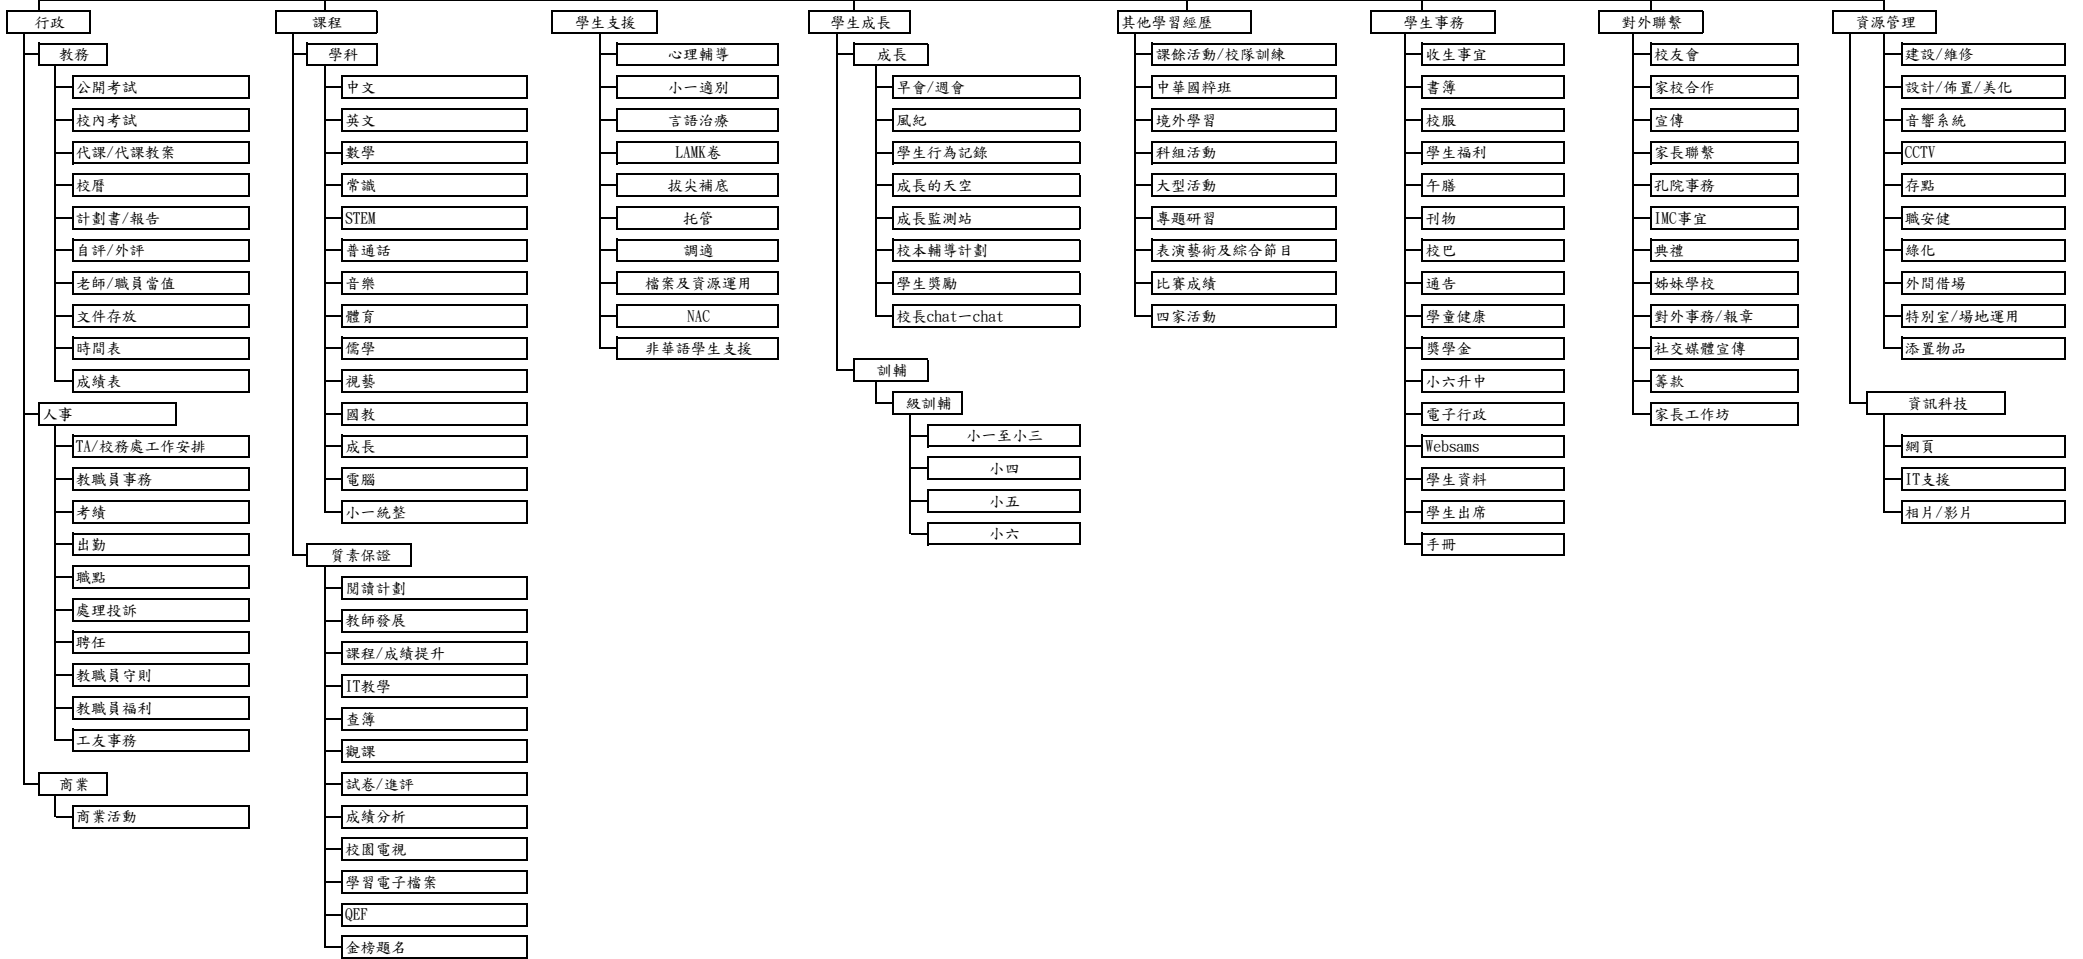 行政
教務
公開考試
校內考試
代課/代課教案
校曆
計劃書/報告
自評/外評
老師/職員當值
文件存放
時間表
成績表
人事
TA/校務處工作安排
教職員事務
考績
出勤
職點
處理投訴
聘任
教職員守則
教職員福利
工友事務
商業
商業活動
課程
學科
中文
英文
數學
常識
STEM
普通話
音樂
體育
儒學
視藝
國教
成長
電腦
小一統整
質素保證
閱讀計劃
教師發展
課程/成績提升
IT教學
查簿
觀課
試卷/進評
成績分析
校園電視
學習電子檔案
QEF
金榜題名
學生支援
心理輔導
小一適別
言語治療
LAMK卷
拔尖補底
托管
調適
檔案及資源運用
NAC
非華語學生支援
學生成長
成長
早會/週會
風紀
學生行為記錄
成長的天空
成長監測站
校本輔導計劃
學生獎勵
校長chat一chat
訓輔
級訓輔
小一至小三
小四
小五
小六
其他學習經歷
課餘活動/校隊訓練
中華國粹班
境外學習
科組活動
大型活動
專題研習
表演藝術及綜合節目
比賽成績
四家活動
學生事務
收生事宜
書簿
校服
學生福利
午膳
刊物
校巴
通告
學童健康
獎學金
小六升中
電子行政
Websams
學生資料
學生出席
手冊
對外聯繫
校友會
家校合作
宣傳
家長聯繫
孔院事務
IMC事宜
典禮
姊妹學校
對外事務/報章
社交媒體宣傳
籌款
家長工作坊
資源管理
建設/維修
設計/佈置/美化
音響系統
CCTV
存點
職安健
綠化
外間借場
特別室/場地運用
添置物品
資訊科技
網頁
IT支援
相片/影片